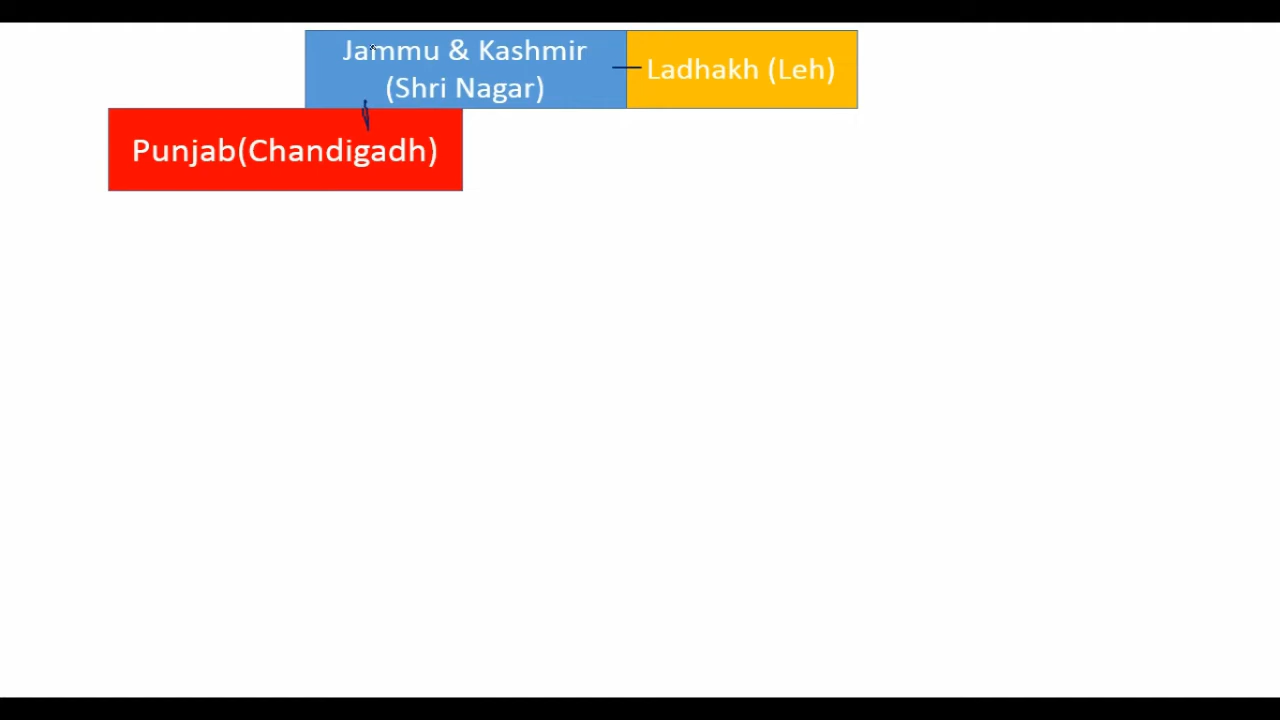 Jammu & Kashmir
(Shri Nagar)
Ladhakh (Leh)
Punjab(Chandigadh)